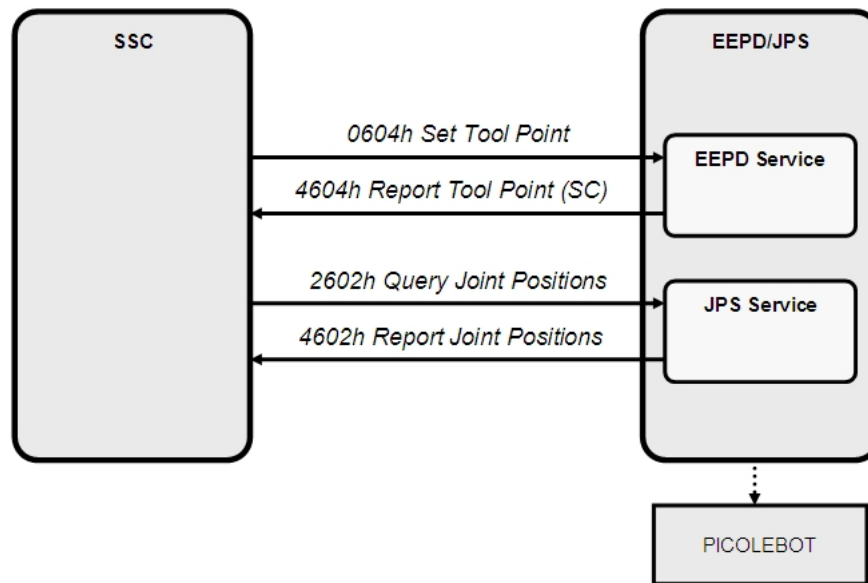 SSC
EEPD/JPS
0604h Set Tool Point
EEPD Service
4604h Report Tool Point (SC)
2602h Query Joint Positions
JPS Service
4602h Report Joint Positions
PICOLEBOT